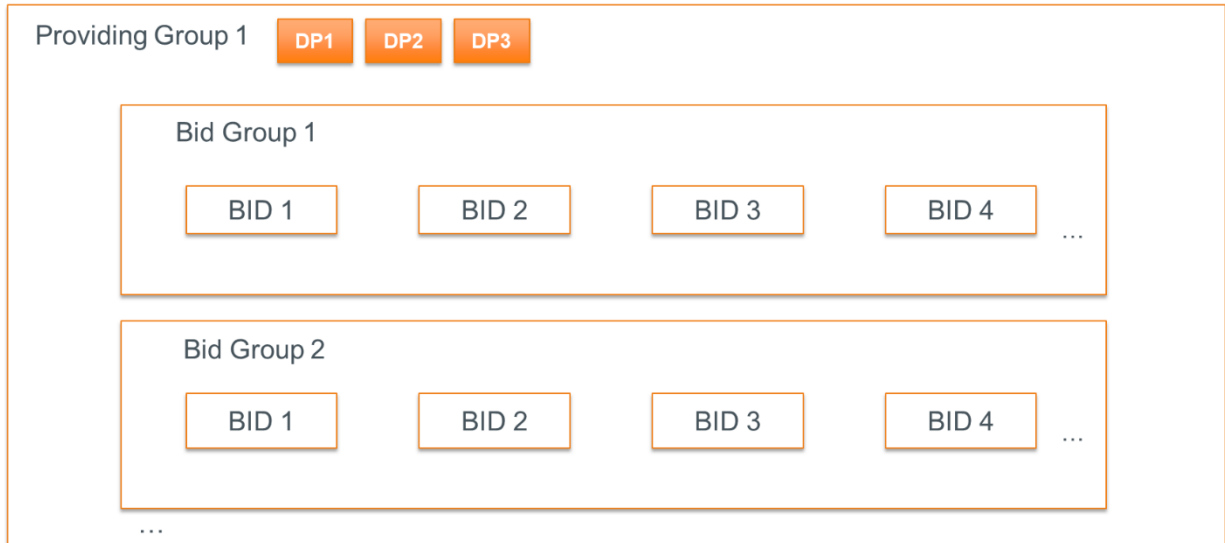 Providing Group 1 DP1 DP2 DP3
Bid Group 1
BID 1 BID 2 BID 3 BID 4 ...
Bid Group 2
BID 1 BID 2 BID 3 BID 4 ...
...